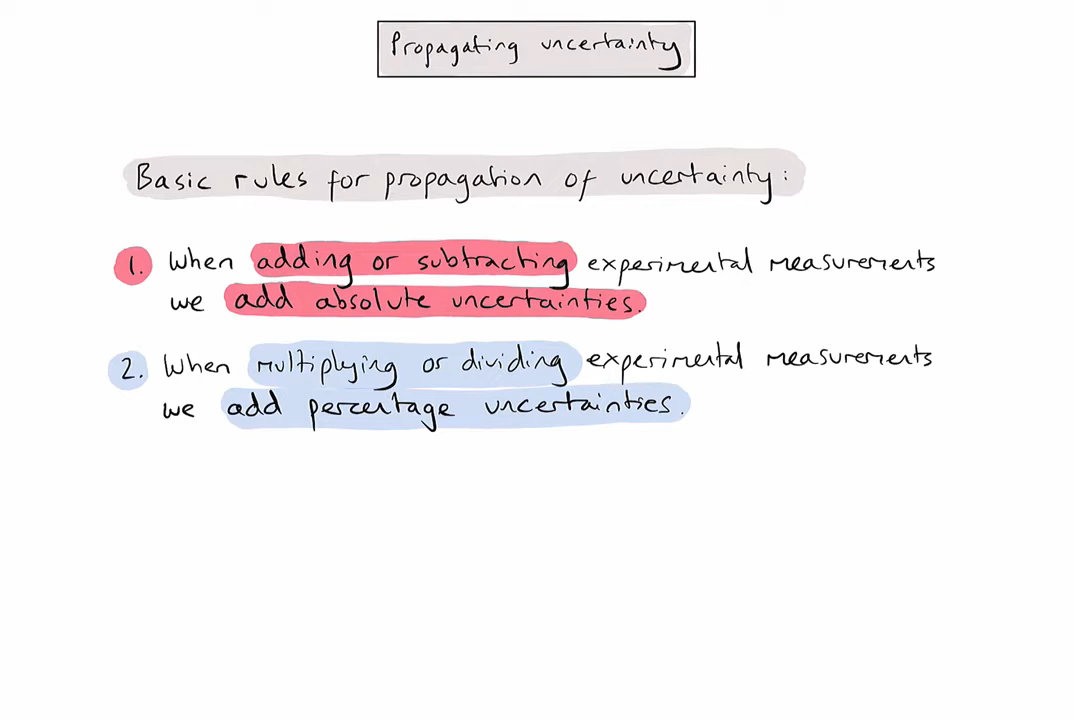 Propagating uncertainty
Basic rules for propagation of uncertainty:
1. When adding or subtracting experimental measurements
we add absolute uncertainties.
2. When multiplying or dividing experimental measurements
we add percentage uncertainties.